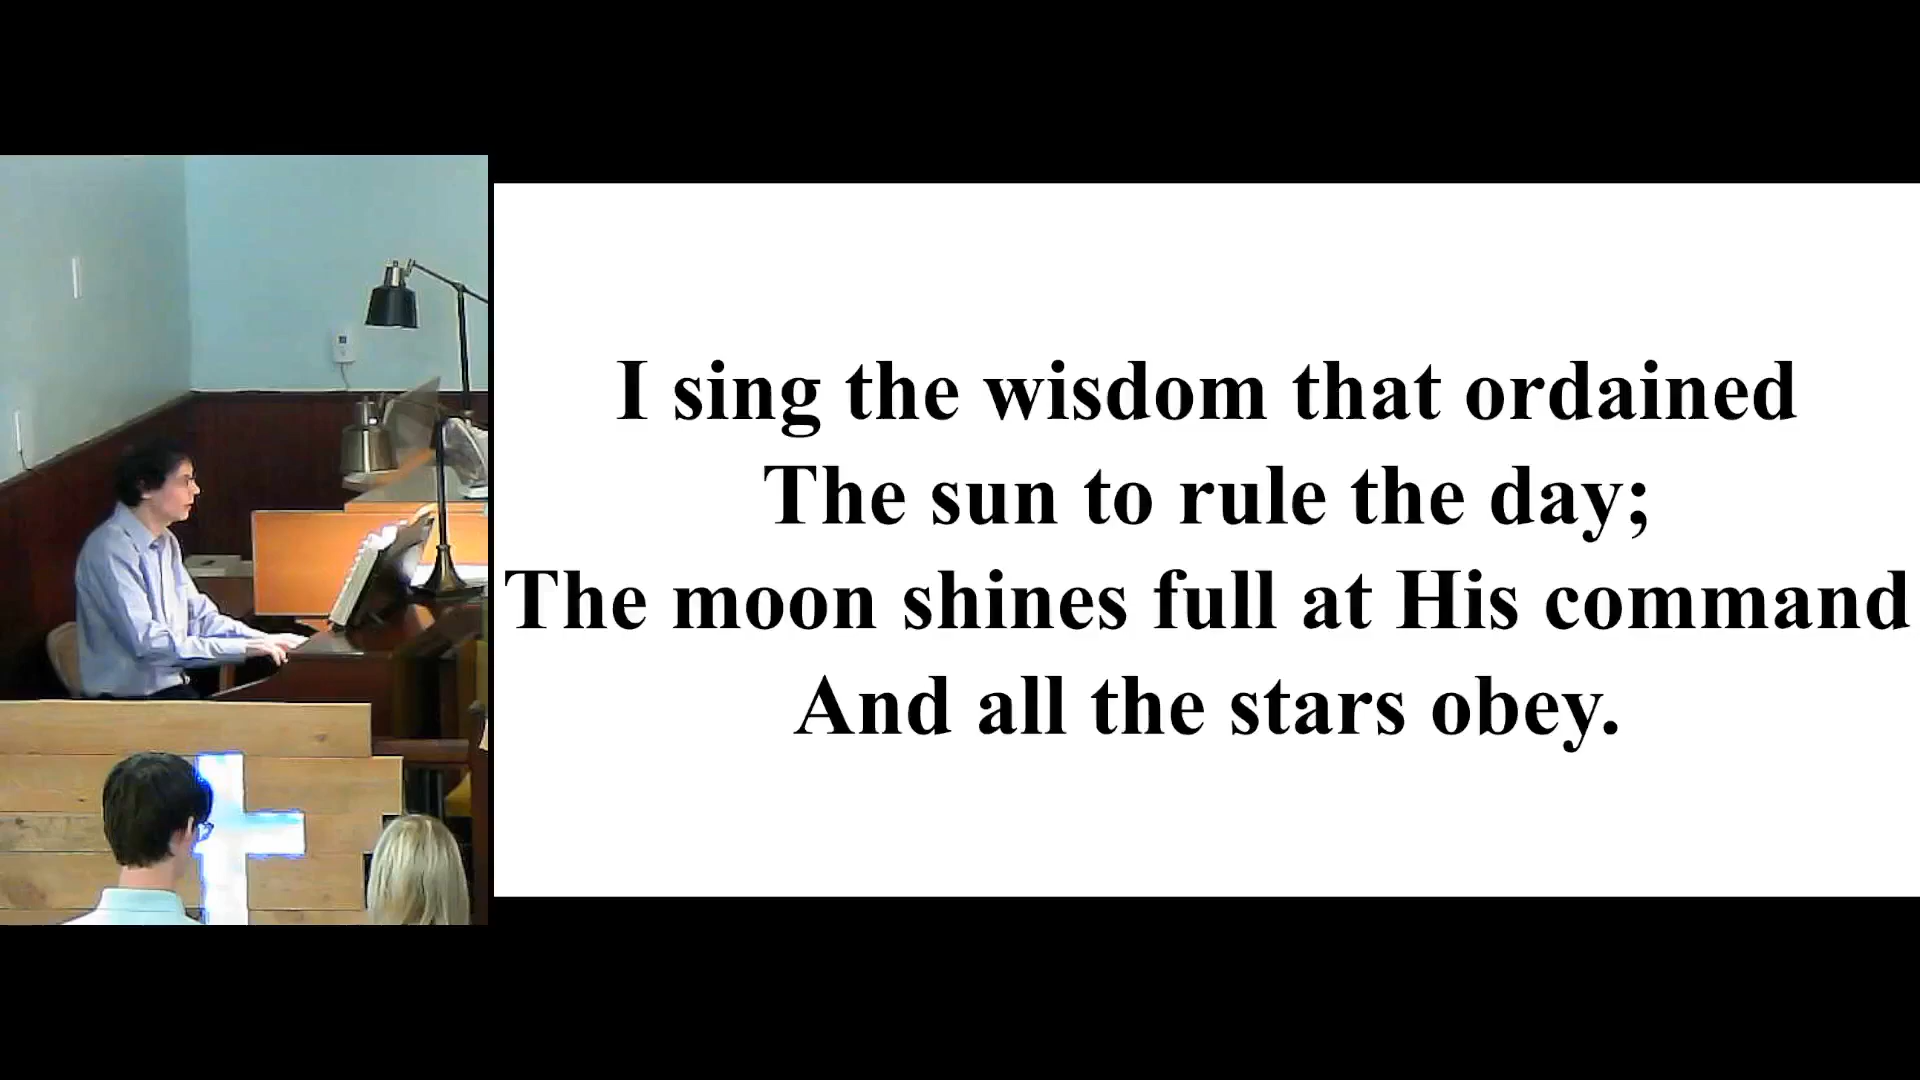 I sing the wisdom that ordained
The sun to rule the day;
The moon shines full at His command
And all the stars obey.